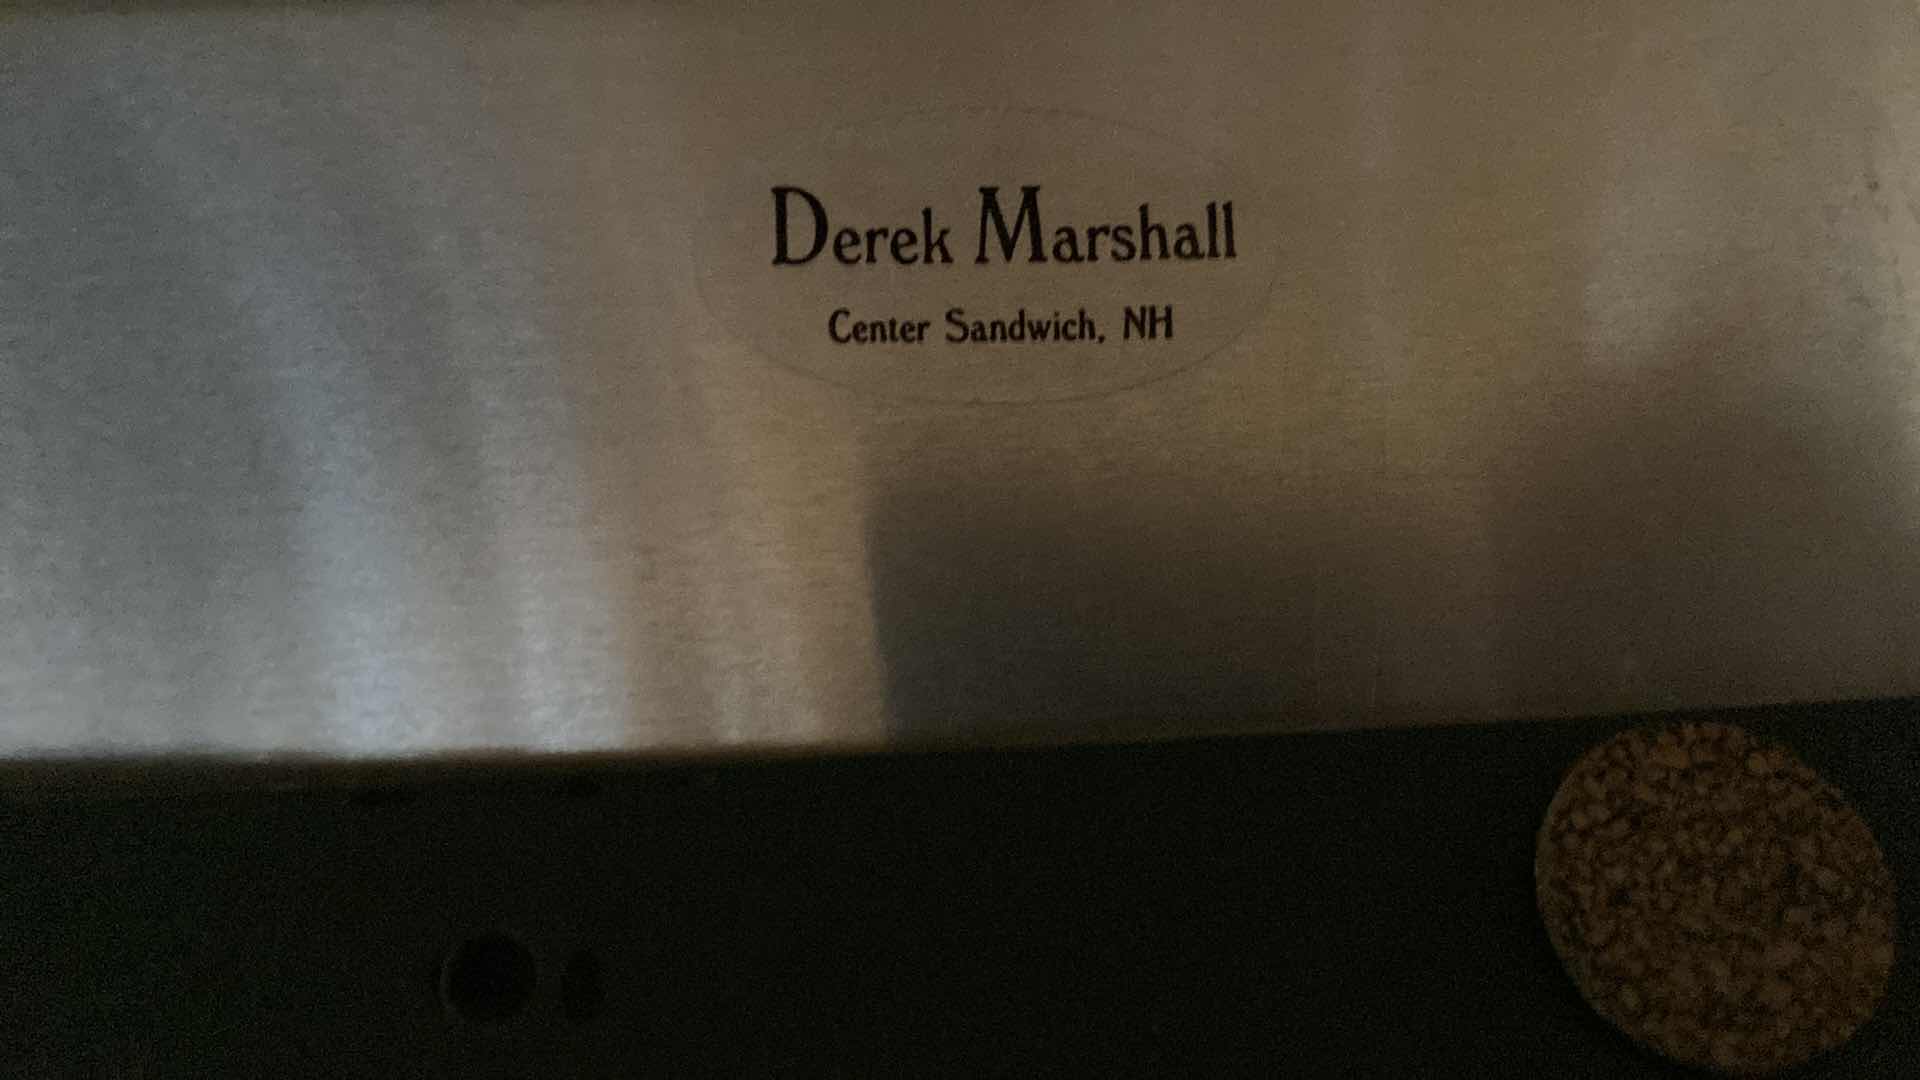 Derek Marshall
Center Sandwich, NH